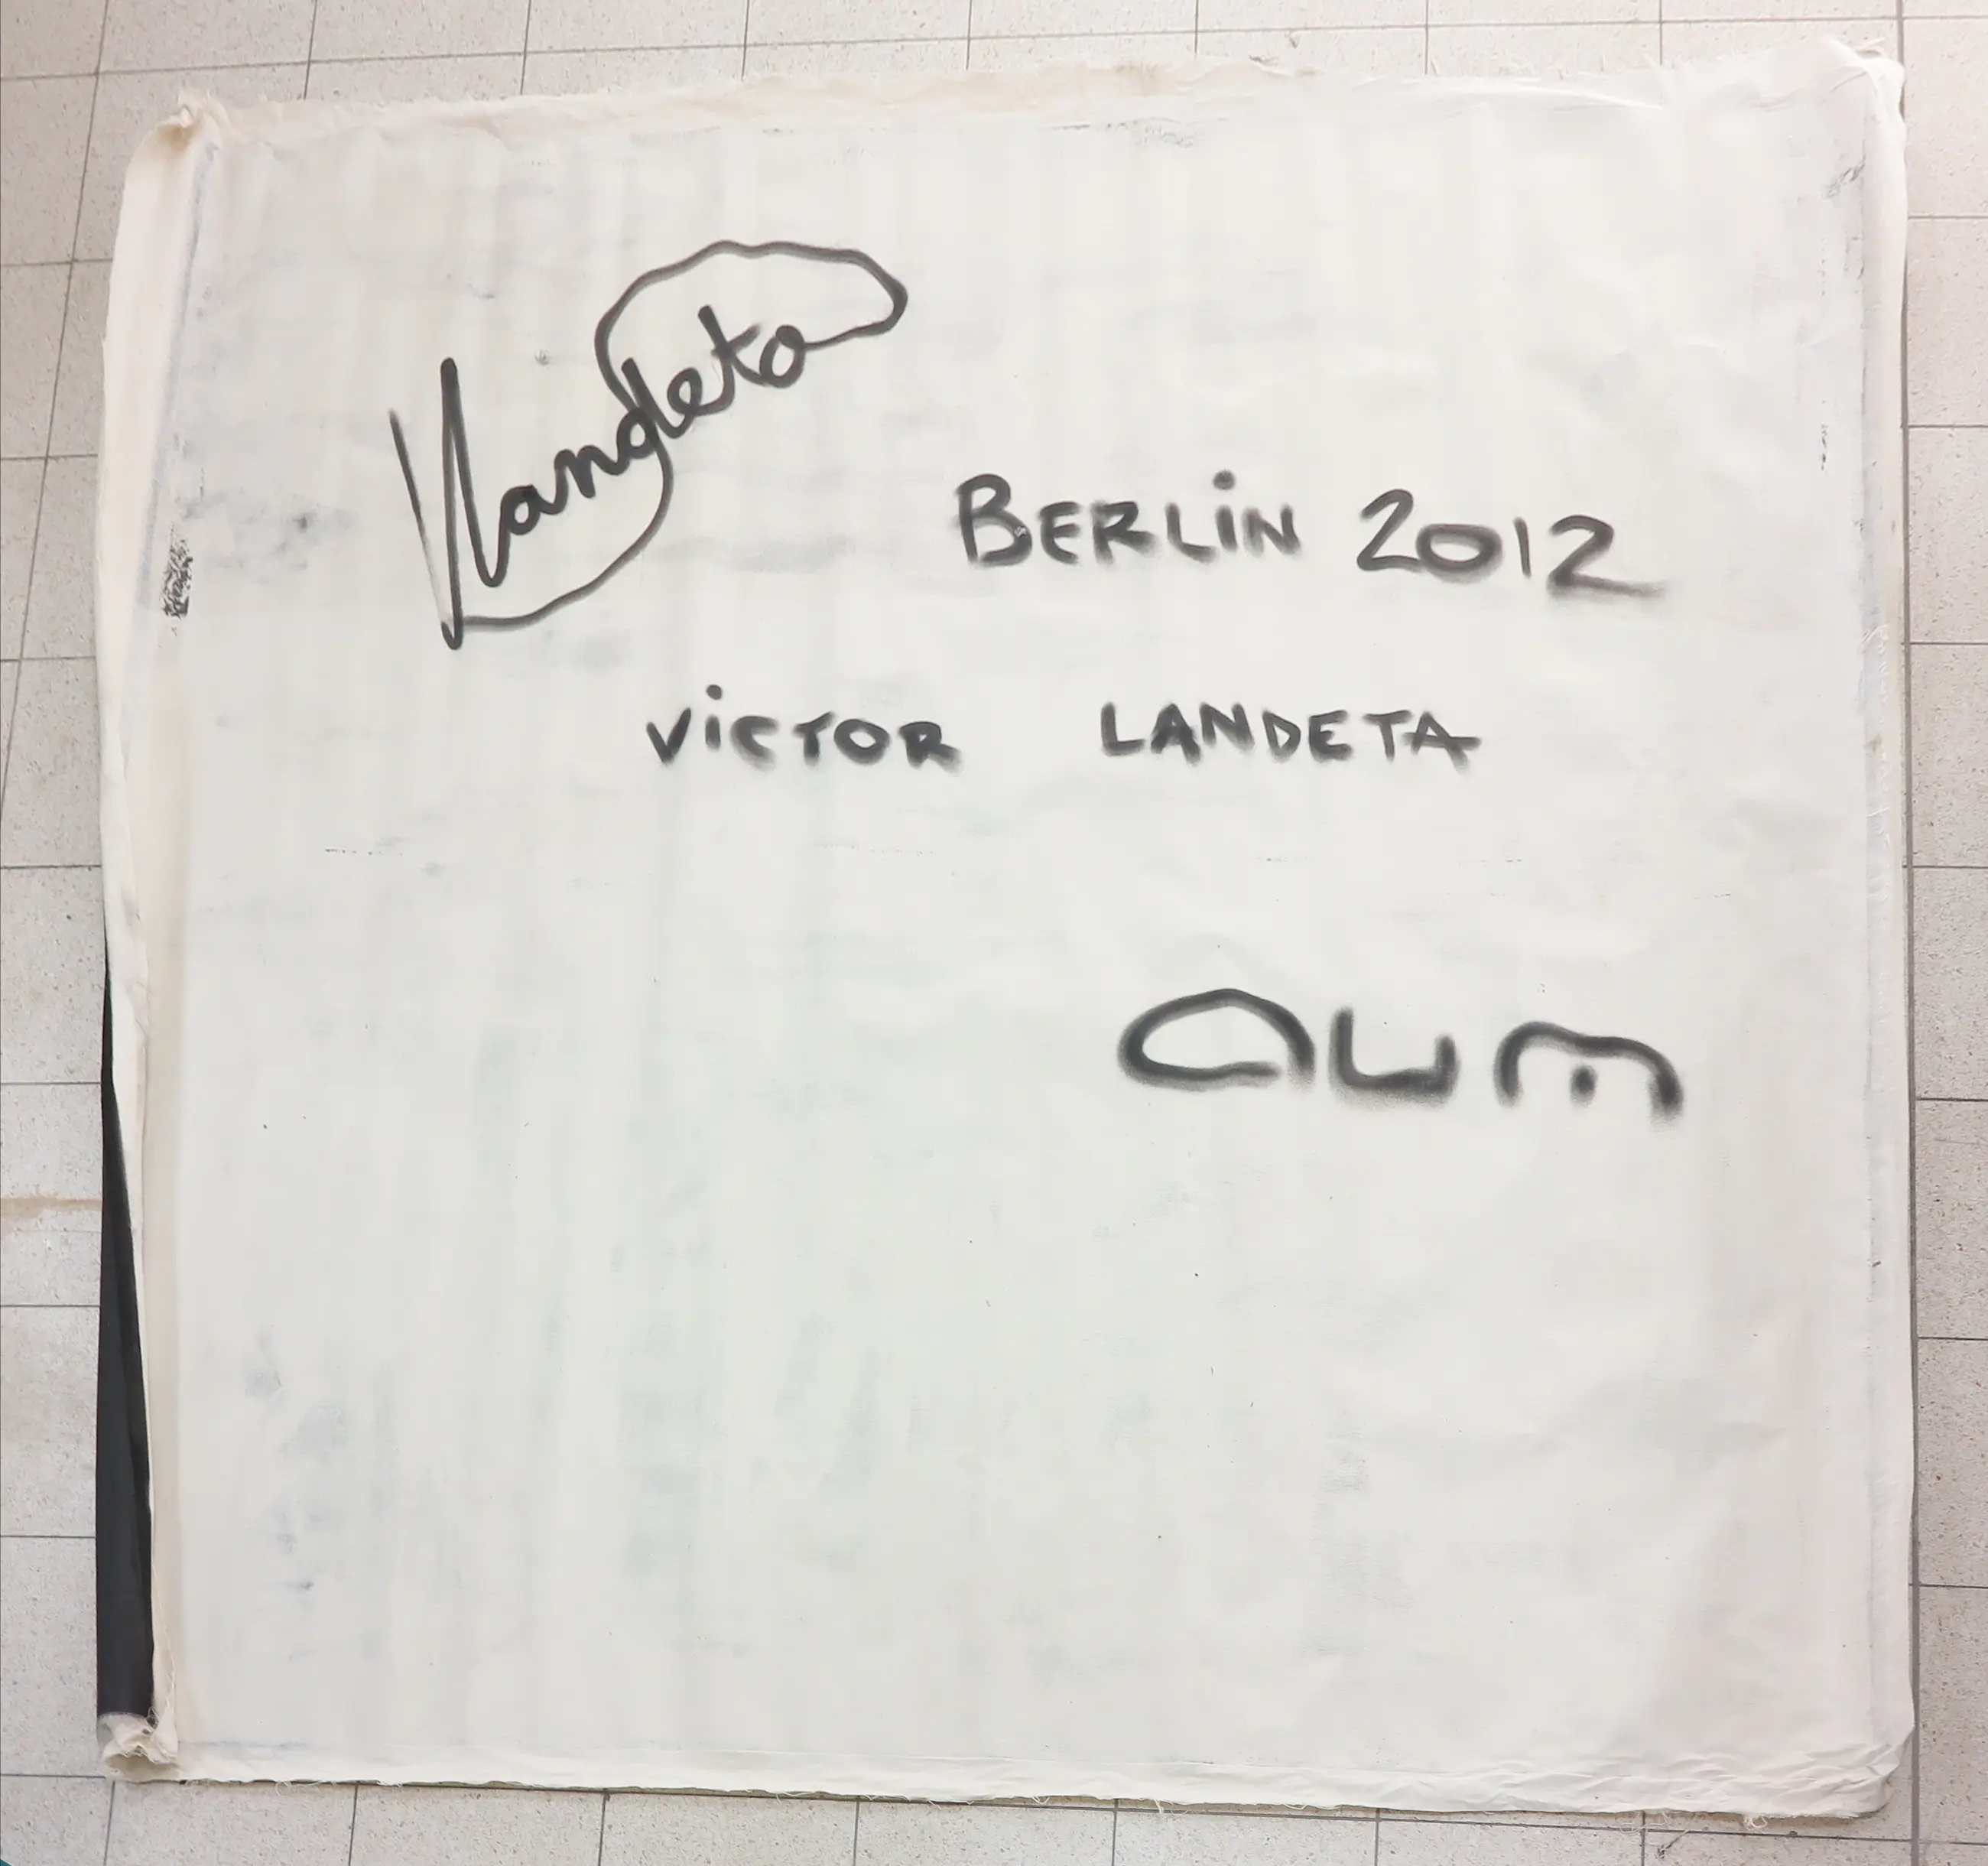 Landeta
BERLIN 2012
VICTOR LANDETA
aum